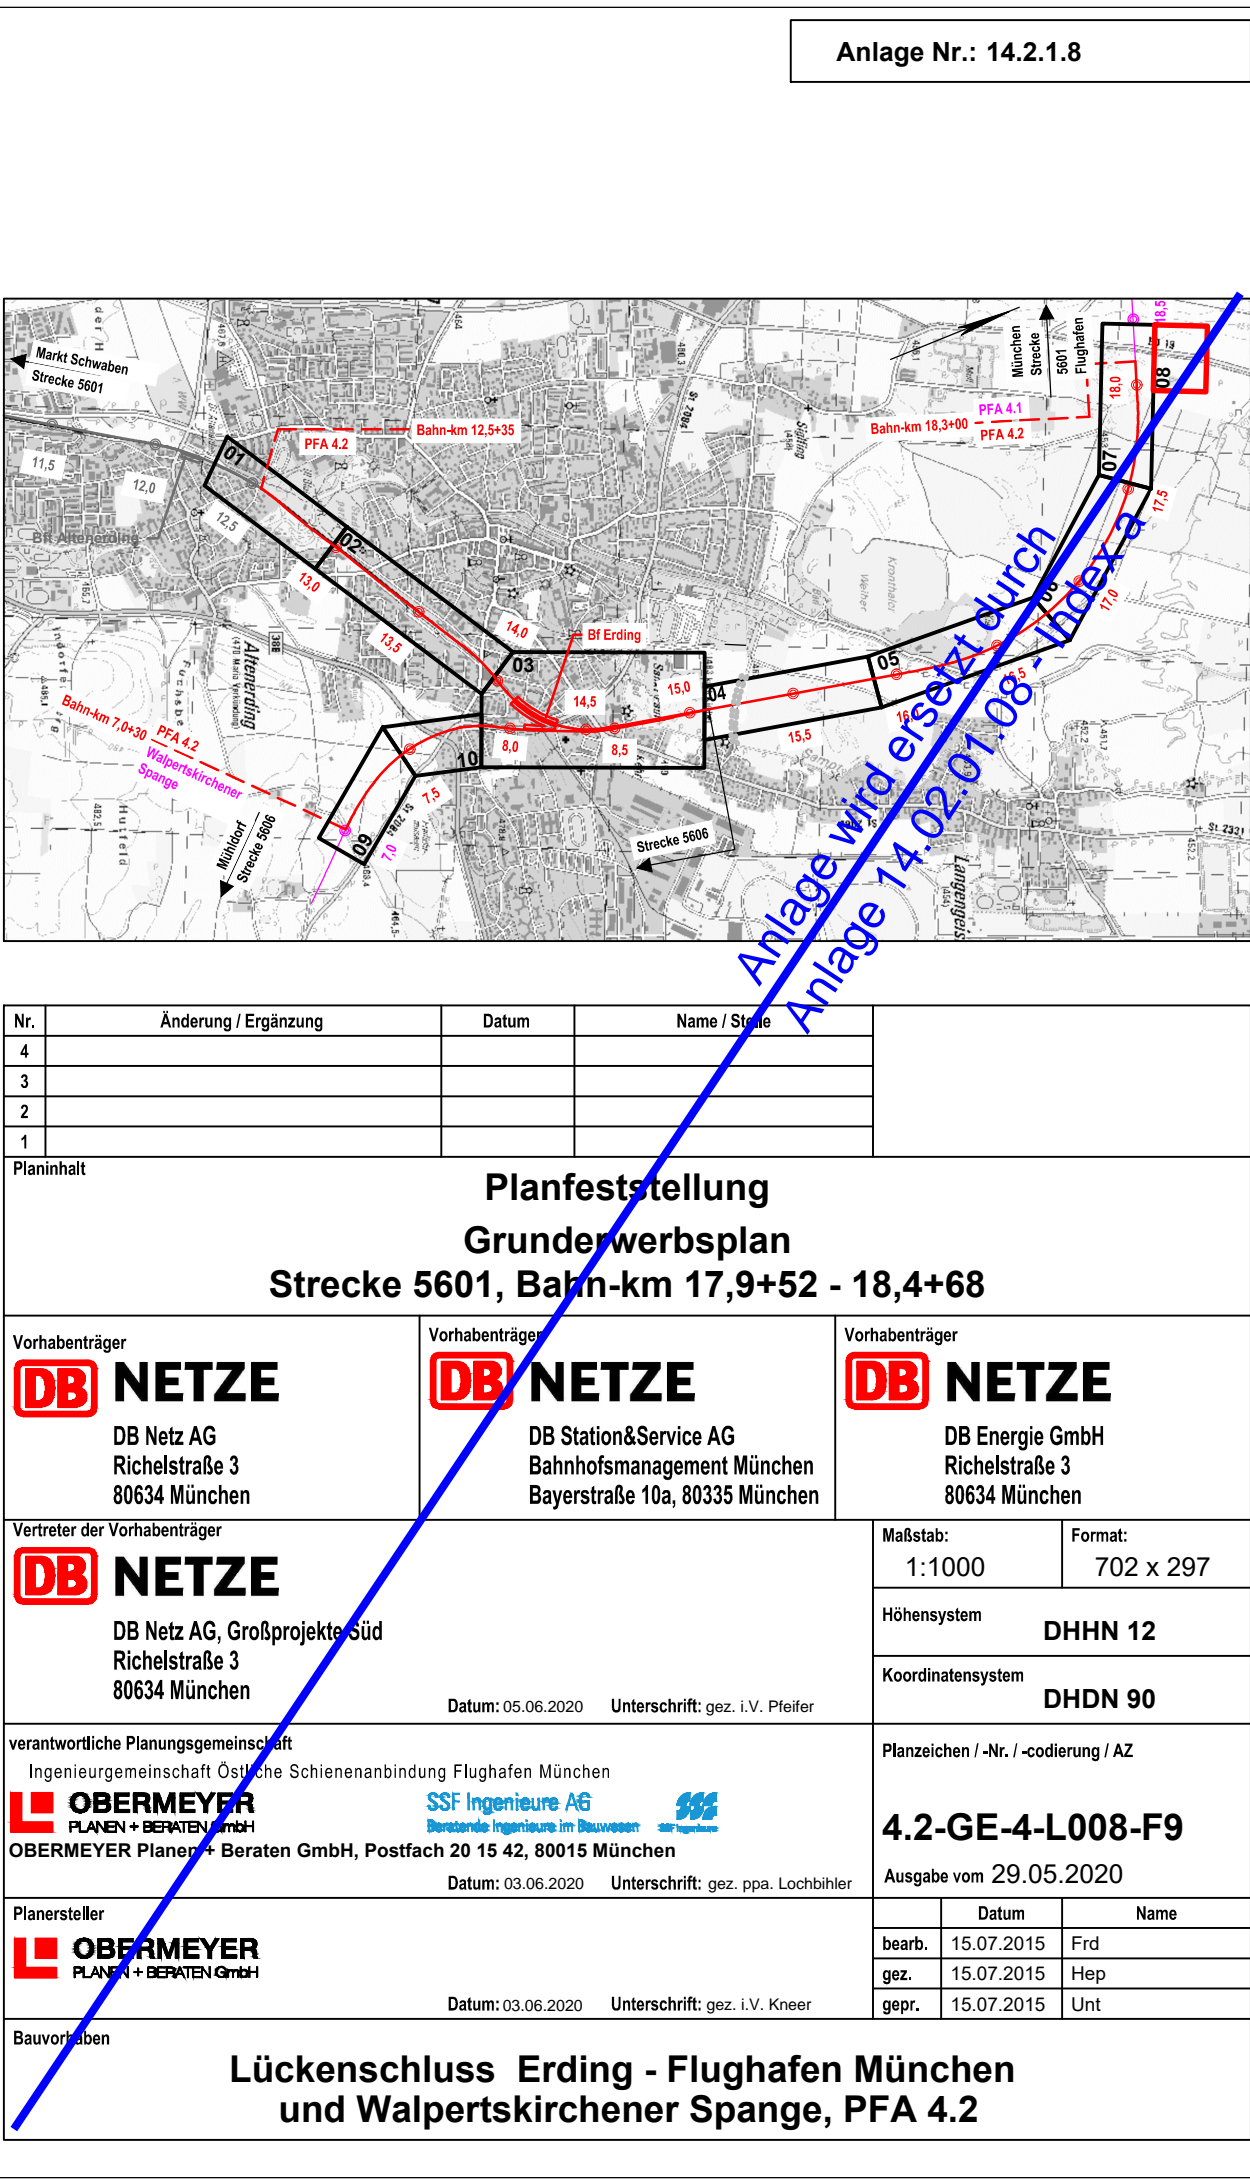 Anlage Nr.: 14.2.1.8
Markt Schwaben
Strecke 5601
11,5
12,0
12,5
Bft Altenerding
01
PFA 4.2
Bahn-km 12,5+35
02
13,0
13,5
14,0
03
Bf Erding
14,5
15,0
8,0
8,5
10
7,5
09
7,0
Altenerding
Bahn-km 7,0+30
PFA 4.2
Walpertskirchener
Spange
Mühldorf
Strecke 5606
Strecke 5606
04
15,5
05
16,5
06
17,0
17,5
07
08
18,0
18,5
München
Strecke
5601
Flughafen
PFA 4.1
Bahn-km 18,3+00
PFA 4.2
St 2331
Kronthaler
Weiher
Anlage wird ersetzt durch
Anlage 14.02.01.08 - Index a
Nr. Änderung / Ergänzung Datum Name / Stelle
4
3
2
1
Planinhalt
Planfeststellung
Grunderwerbsplan
Strecke 5601, Bahn-km 17,9+52 - 18,4+68
Vorhabenträger
DB NETZE
DB Netz AG
Richelstraße 3
80634 München
Vorhabenträger
DB NETZE
DB Station&Service AG
Bahnhofsmanagement München
Bayerstraße 10a, 80335 München
Vorhabenträger
DB NETZE
DB Energie GmbH
Richelstraße 3
80634 München
Vertreter der Vorhabenträger
DB NETZE
DB Netz AG, Großprojekte Süd
Richelstraße 3
80634 München
Datum: 05.06.2020 Unterschrift: gez. i.V. Pfeifer
Maßstab:
1:1000
Format:
702 x 297
Höhensystem
DHHN 12
Koordinatensystem
DHDN 90
verantwortliche Planungsgemeinschaft
Ingenieurgemeinschaft Östliche Schienenanbindung Flughafen München
OBERMEYER
PLANEN + BERATEN GmbH
SSF Ingenieure AG
Beratende Ingenieure im Bauwesen
SSF Ingenieure
OBERMEYER Planen + Beraten GmbH, Postfach 20 15 42, 80015 München
Datum: 03.06.2020 Unterschrift: gez. ppa. Lochbihler
Planzeichen / -Nr. / -codierung / AZ
4.2-GE-4-L008-F9
Ausgabe vom 29.05.2020
Planersteller
OBERMEYER
PLANEN + BERATEN GmbH
Datum: 03.06.2020 Unterschrift: gez. i.V. Kneer
Datum Name
bearb. 15.07.2015 Frd
gez. 15.07.2015 Hep
gepr. 15.07.2015 Unt
Bauvorhaben
Lückenschluss Erding - Flughafen München
und Walpertskirchener Spange, PFA 4.2